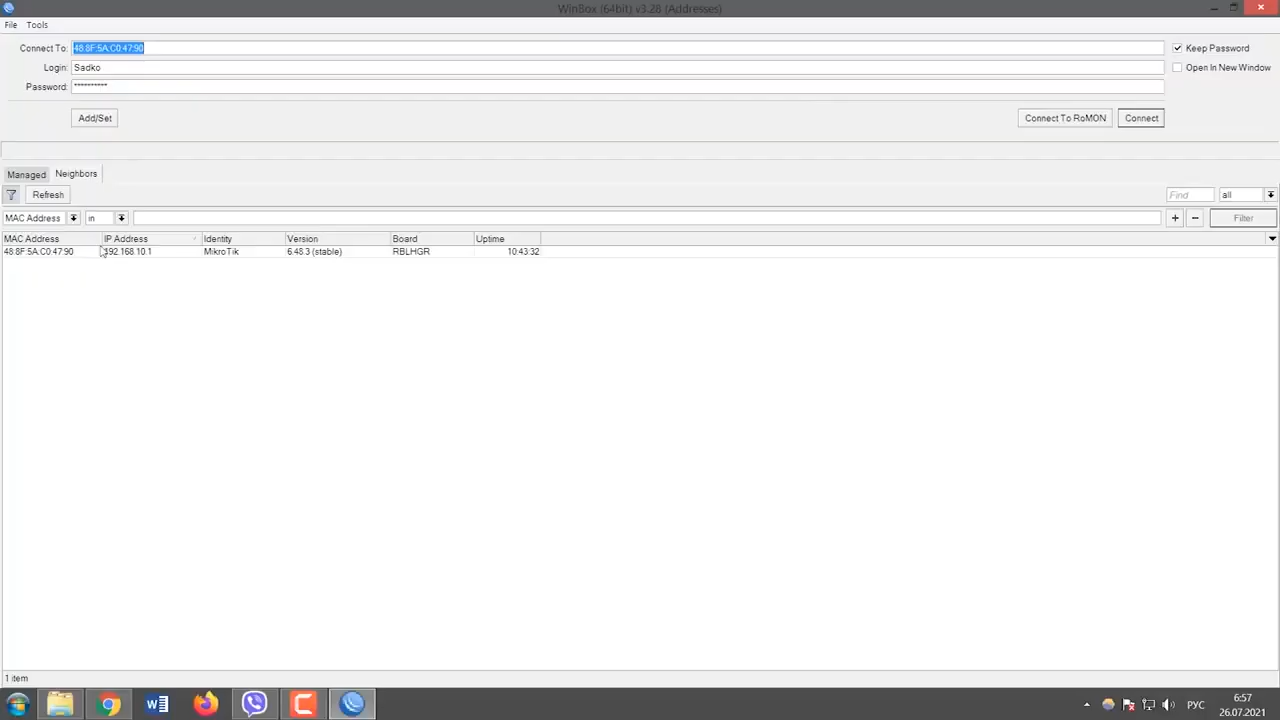 WinBox (64bit) v3.28 (Addresses)
File Tools
Connect To: 48:8F:5A:C0:47:90 Keep Password
Login: Sadko Open In New Window
Password: **********
Add/Set Connect To RoMON Connect
Managed Neighbors
Refresh Find all
MAC Address in Filter
MAC Address IP Address Identity Version Board Uptime
48:8F:5A:C0:47:90 192.168.10.1 MikroTik 6.48.3 (stable) RBLHGR 10:43:32
1 item
РУС
6:57
26.07.2021